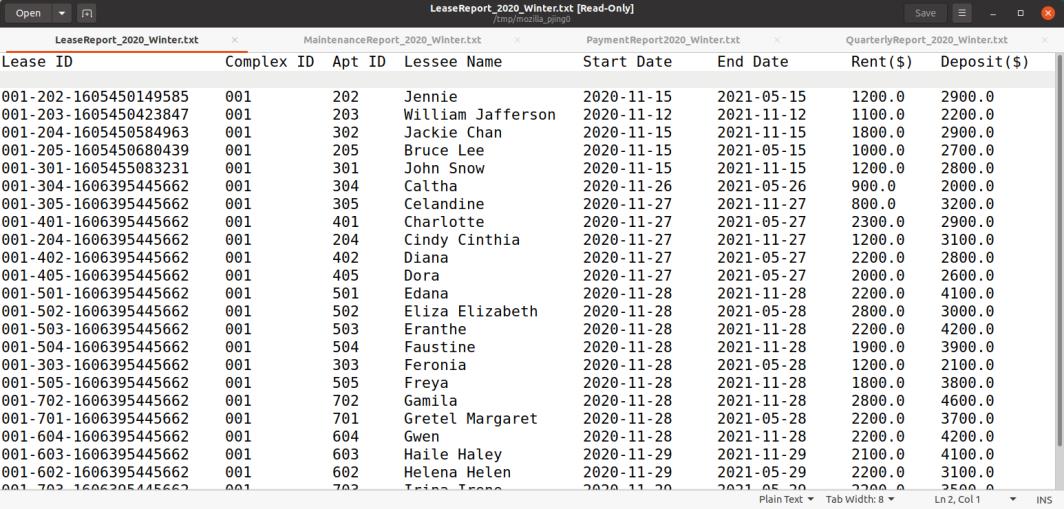 Open
LeaseReport_2020_Winter.txt [Read-Only]
/tmp/mozilla_pjing0
Save
LeaseReport_2020_Winter.txt × MaintenanceReport_2020_Winter.txt × PaymentReport2020_Winter.txt × QuarterlyReport_2020_Winter.txt ×
Lease ID Complex ID Apt ID Lessee Name Start Date End Date Rent($) Deposit($)
001-202-1605450149585 001 202 Jennie 2020-11-15 2021-05-15 1200.0 2900.0
001-203-1605450423847 001 203 William Jafferson 2020-11-12 2021-11-12 1100.0 2200.0
001-204-1605450584963 001 302 Jackie Chan 2020-11-15 2021-11-15 1800.0 2900.0
001-205-1605450680439 001 205 Bruce Lee 2020-11-15 2021-05-15 1000.0 2700.0
001-301-1605455083231 001 301 John Snow 2020-11-15 2021-11-15 1200.0 2800.0
001-304-1606395445662 001 304 Caltha 2020-11-26 2021-05-26 900.0 2000.0
001-305-1606395445662 001 305 Celandine 2020-11-27 2021-11-27 800.0 3200.0
001-401-1606395445662 001 401 Charlotte 2020-11-27 2021-05-27 2300.0 2900.0
001-204-1606395445662 001 204 Cindy Cinthia 2020-11-27 2021-11-27 1200.0 3100.0
001-402-1606395445662 001 402 Diana 2020-11-27 2021-05-27 2200.0 2800.0
001-405-1606395445662 001 405 Dora 2020-11-27 2021-05-27 2000.0 2600.0
001-501-1606395445662 001 501 Edana 2020-11-28 2021-11-28 2200.0 4100.0
001-502-1606395445662 001 502 Eliza Elizabeth 2020-11-28 2021-05-28 2800.0 3000.0
001-503-1606395445662 001 503 Eranthe 2020-11-28 2021-11-28 2200.0 4200.0
001-504-1606395445662 001 504 Faustine 2020-11-28 2021-11-28 1900.0 3900.0
001-303-1606395445662 001 303 Feronia 2020-11-28 2021-05-28 1200.0 2100.0
001-505-1606395445662 001 505 Freya 2020-11-28 2021-11-28 1800.0 3800.0
001-702-1606395445662 001 702 Gamila 2020-11-28 2021-11-28 2800.0 4600.0
001-701-1606395445662 001 701 Gretel Margaret 2020-11-28 2021-05-28 2200.0 3700.0
001-604-1606395445662 001 604 Gwen 2020-11-28 2021-11-28 2200.0 4200.0
001-603-1606395445662 001 603 Haile Haley 2020-11-29 2021-11-29 2100.0 4100.0
001-602-1606395445662 001 602 Helena Helen 2020-11-29 2021-05-29 2200.0 3100.0
001-703-1606395445662 001 703 Irina Irene 2020-11-29 2021-05-29 2200.0 3500.0
Plain Text Tab Width: 8 Ln 2, Col 1 INS